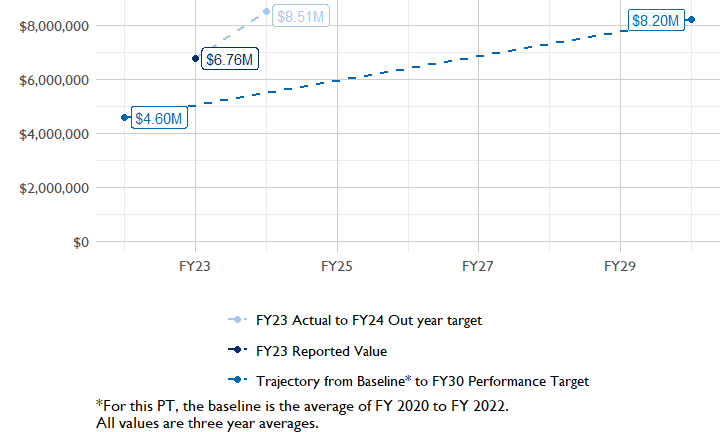 $8.51M
$8,000,000
$8.20M
$6.76M
$6,000,000
$4.60M
$4,000,000
$2,000,000
$0
FY23 FY25 FY27 FY29
FY23 Actual to FY24 Out year target
FY23 Reported Value
Trajectory from Baseline* to FY30 Performance Target
*For this PT, the baseline is the average of FY 2020 to FY 2022.
All values are three year averages.